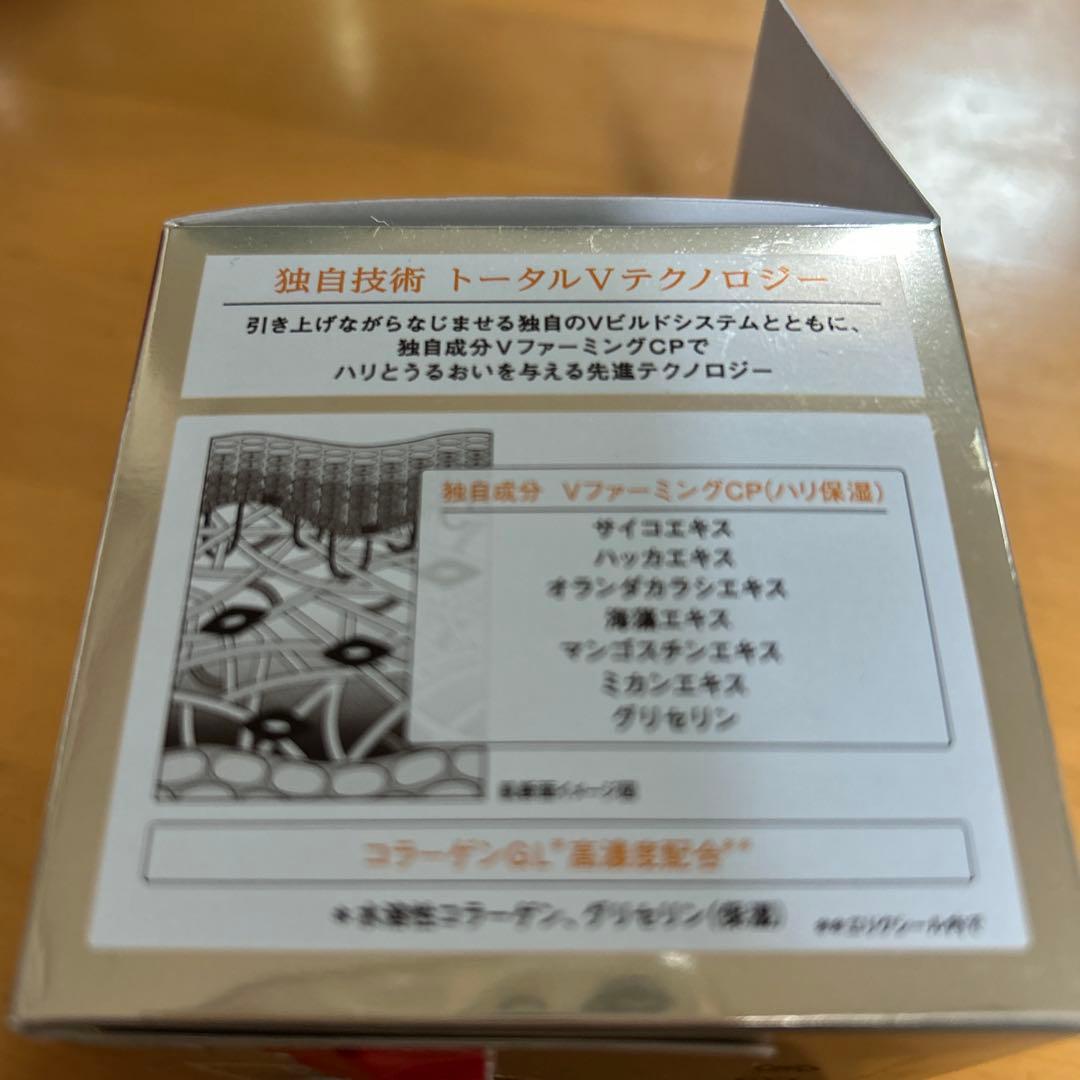 独自技術 トータルVテクノロジー
引き上げながらなじませる独自のVビルドシステムとともに、
独自成分VファーミングCPで
ハリとうるおいを与える先進テクノロジー
独自成分 VファーミングCP(ハリ保湿)
サイコエキス
ハッカエキス
オランダカラシエキス
海藻エキス
マンゴスチンエキス
ミカンエキス
グリセリン
コラーゲンGL*高濃度配合**
*水溶性コラーゲン、グリセリン(保湿)
**エリクシール内で